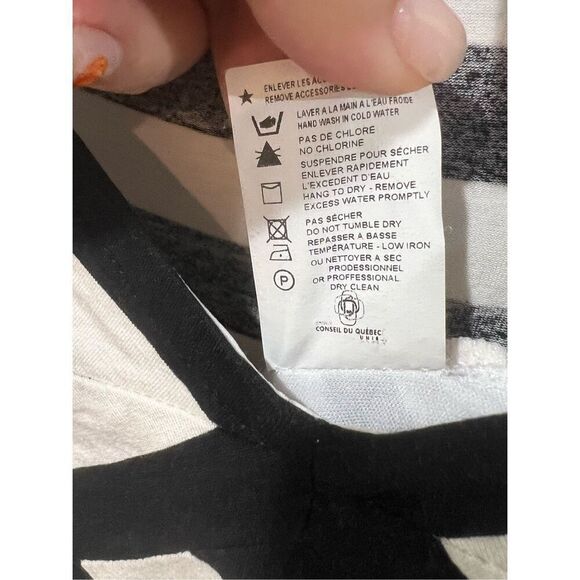 ENLEVER LES
REMOVE ACCESSORIES
LAVER A LA MAIN A L'EAU FROIDE
HAND WASH IN COLD WATER
PAS DE CHLORE
NO CHLORINE
SUSPENDRE POUR SÉCHER
ENLEVER RAPIDEMENT
L'EXCEDENT D'EAU
HANG TO DRY - REMOVE
EXCESS WATER PROMPTLY
PAS SÉCHER
DO NOT TUMBLE DRY
REPASSER A BASSE
TEMPÉRATURE - LOW IRON
OU NETTOYER A SEC
PRODESSIONNEL
OR PROFFESSIONAL
DRY CLEAN
P
CONSEIL DU QUÉBEC